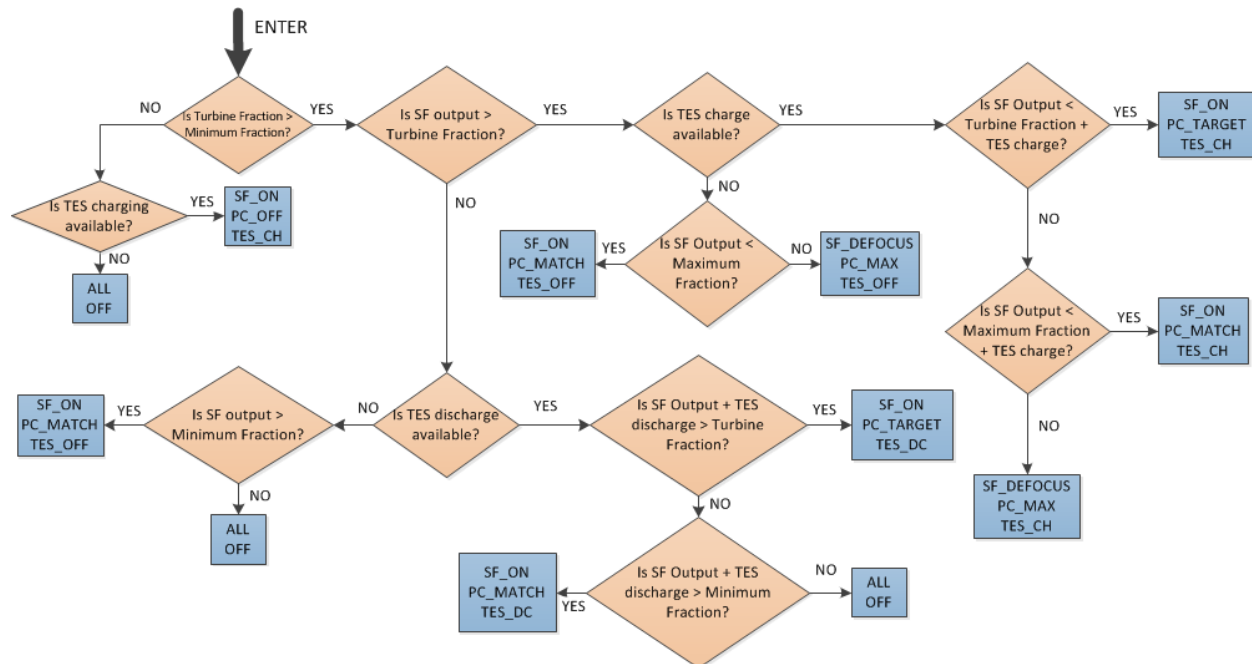 ENTER
NO
Is Turbine Fraction >
Minimum Fraction?
YES
Is SF output >
Turbine Fraction?
YES
Is TES charge
available?
YES
Is SF Output <
Turbine Fraction +
TES charge?
YES
SF_ON
PC_TARGET
TES_CH
Is TES charging
available?
YES
SF_ON
PC_OFF
TES_CH
NO
ALL
OFF
NO
NO
SF_ON
PC_MATCH
TES_OFF
YES
Is SF Output <
Maximum
Fraction?
NO
SF_DEFOCUS
PC_MAX
TES_OFF
NO
Is SF Output <
Maximum Fraction
+ TES charge?
YES
SF_ON
PC_MATCH
TES_CH
NO
SF_DEFOCUS
PC_MAX
TES_CH
SF_ON
PC_MATCH
TES_OFF
YES
Is SF output >
Minimum Fraction?
NO
Is TES discharge
available?
YES
Is SF Output + TES
discharge > Turbine
Fraction?
YES
SF_ON
PC_TARGET
TES_DC
NO
ALL
OFF
NO
SF_ON
PC_MATCH
TES_DC
YES
Is SF Output + TES
discharge > Minimum
Fraction?
NO
ALL
OFF